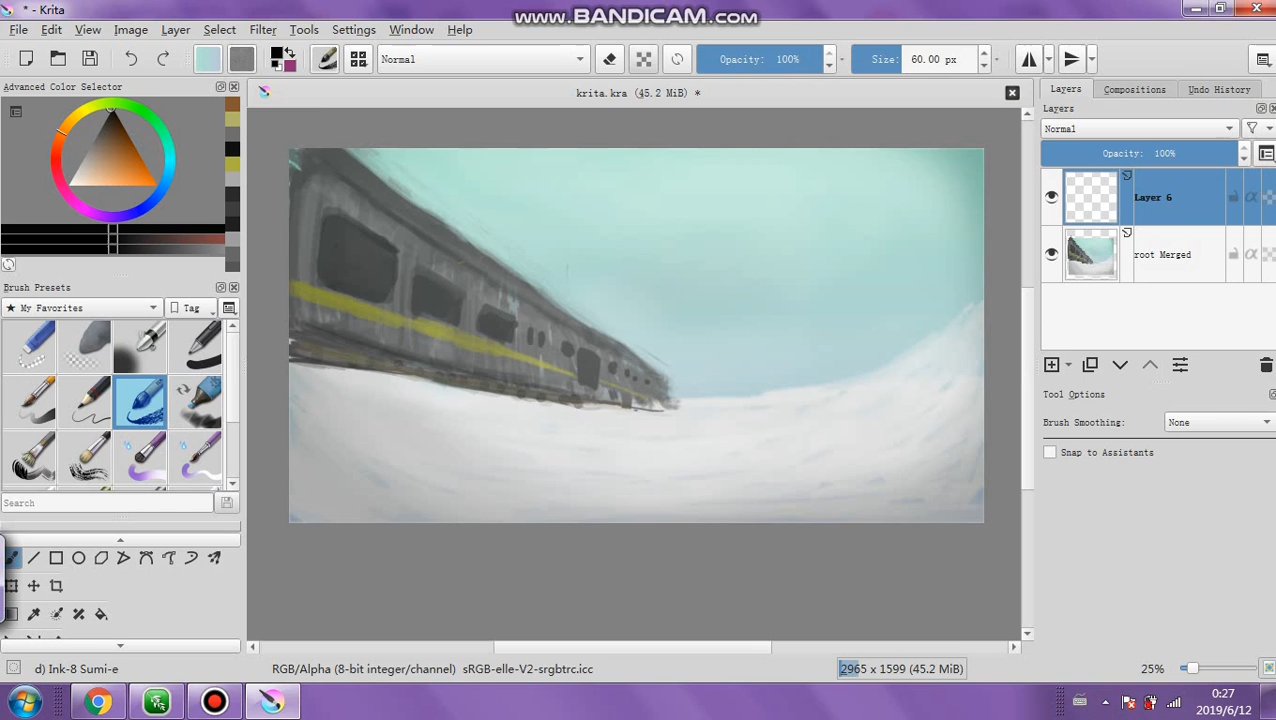 * - Krita
www.BANDICAM.com
File Edit View Image Layer Select Filter Tools Settings Window Help
Normal
Opacity: 100%
Size: 60.00 px
Advanced Color Selector
krita.kra (45.2 MiB) *
Layers Compositions Undo History
Layers
Normal
Opacity: 100%
Layer 6
root Merged
Brush Presets
My Favorites
Tag
Search
Tool Options
Brush Smoothing: None
Snap to Assistants
d) Ink-8 Sumi-e
RGB/Alpha (8-bit integer/channel) sRGB-elle-V2-srgbtrc.icc
2965 x 1599 (45.2 MiB)
25%
0:27
2019/6/12